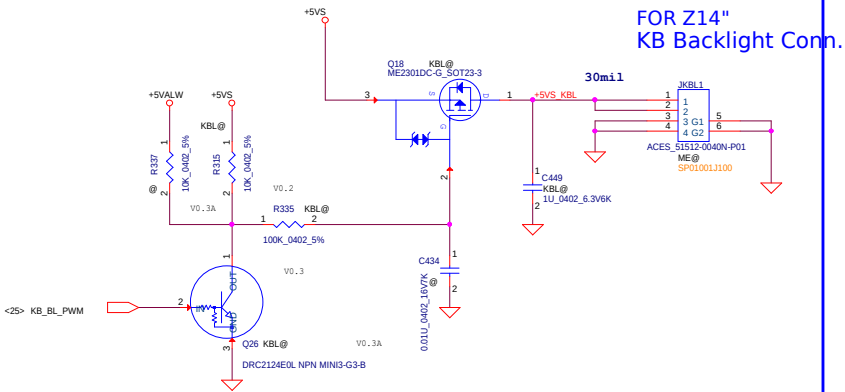 FOR Z14"
KB Backlight Conn.
+5VS
Q18 KBL@
ME2301DC-G_SOT23-3
3
S
D
G
1
+5VS_KBL
30mil
JKBL1
1 1
2 2
3 3 G1 5
4 4 G2 6
ACES_51512-0040N-P01
ME@
SP01001J100
+5VALW
+5VS
KBL@
1
R337
10K_0402_5%
@
2
1
R315
10K_0402_5%
2
V0.2
V0.3A
2
1
C449
KBL@
1U_0402_6.3V6K
2
1 R335 2 KBL@
100K_0402_5%
V0.3
1
C434
@
0.01U_0402_16V7K
2
<25> KB_BL_PWM
2
IN
1
OUT
GND
3
Q26 KBL@
V0.3A
DRC2124E0L NPN MINI3-G3-B